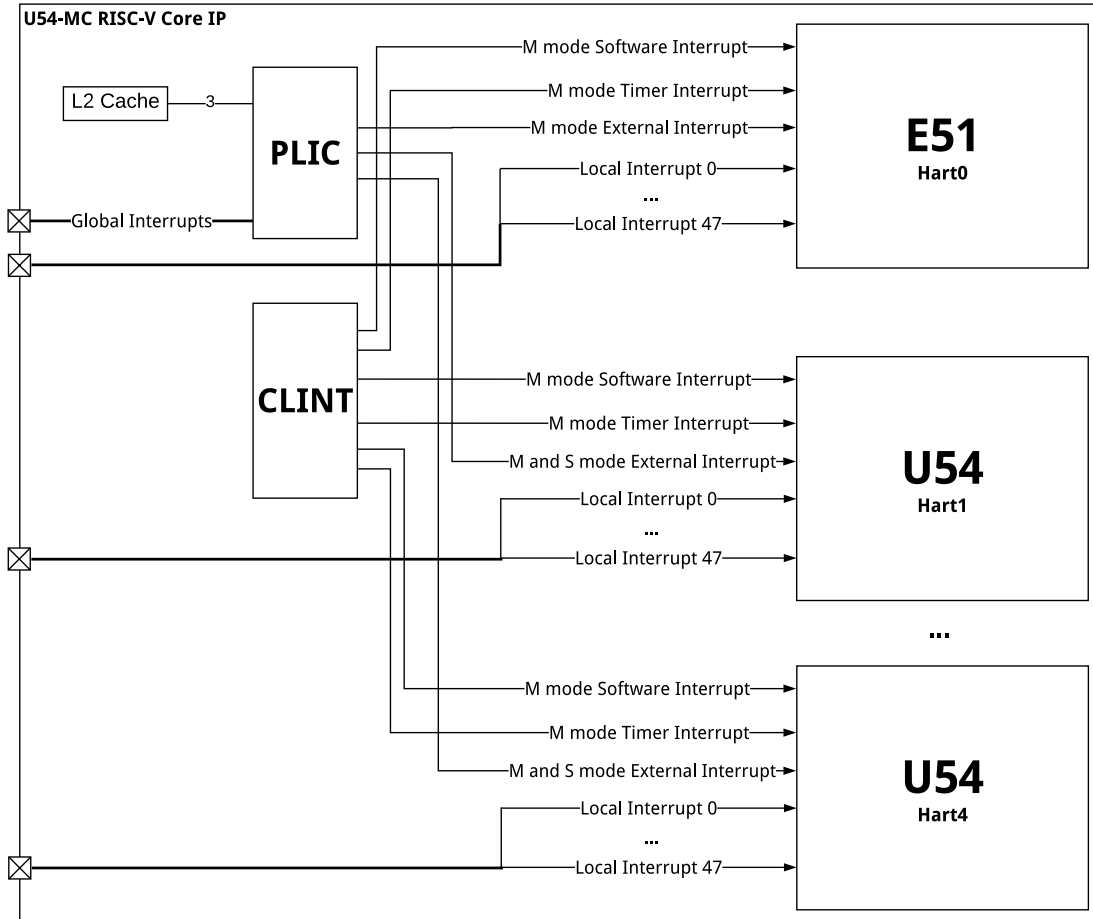 U54-MC RISC-V Core IP
M mode Software Interrupt
L2 Cache
3
M mode Timer Interrupt
M mode External Interrupt
PLIC
E51
Hart0
Local Interrupt 0
...
Global Interrupts
Local Interrupt 47
CLINT
M mode Software Interrupt
M mode Timer Interrupt
M and S mode External Interrupt
U54
Hart1
Local Interrupt 0
...
Local Interrupt 47
...
M mode Software Interrupt
M mode Timer Interrupt
M and S mode External Interrupt
U54
Hart4
Local Interrupt 0
...
Local Interrupt 47